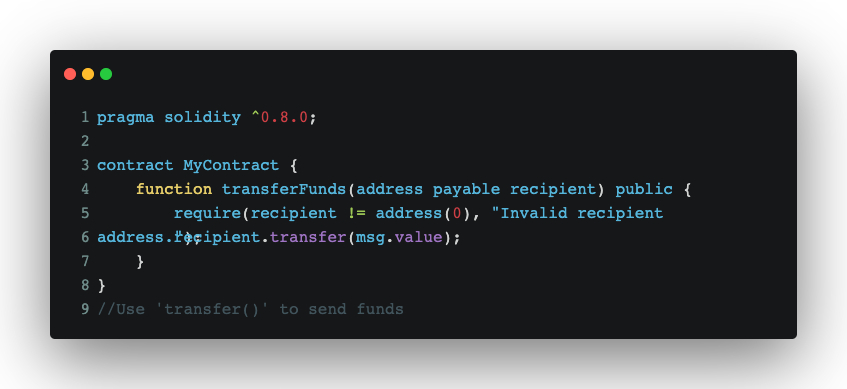 1 pragma solidity ^0.8.0;
2
3 contract MyContract {
4 function transferFunds(address payable recipient) public {
5 require(recipient != address(0), "Invalid recipient
address.");
6 recipient.transfer(msg.value);
7 }
8 }
9 //Use 'transfer()' to send funds